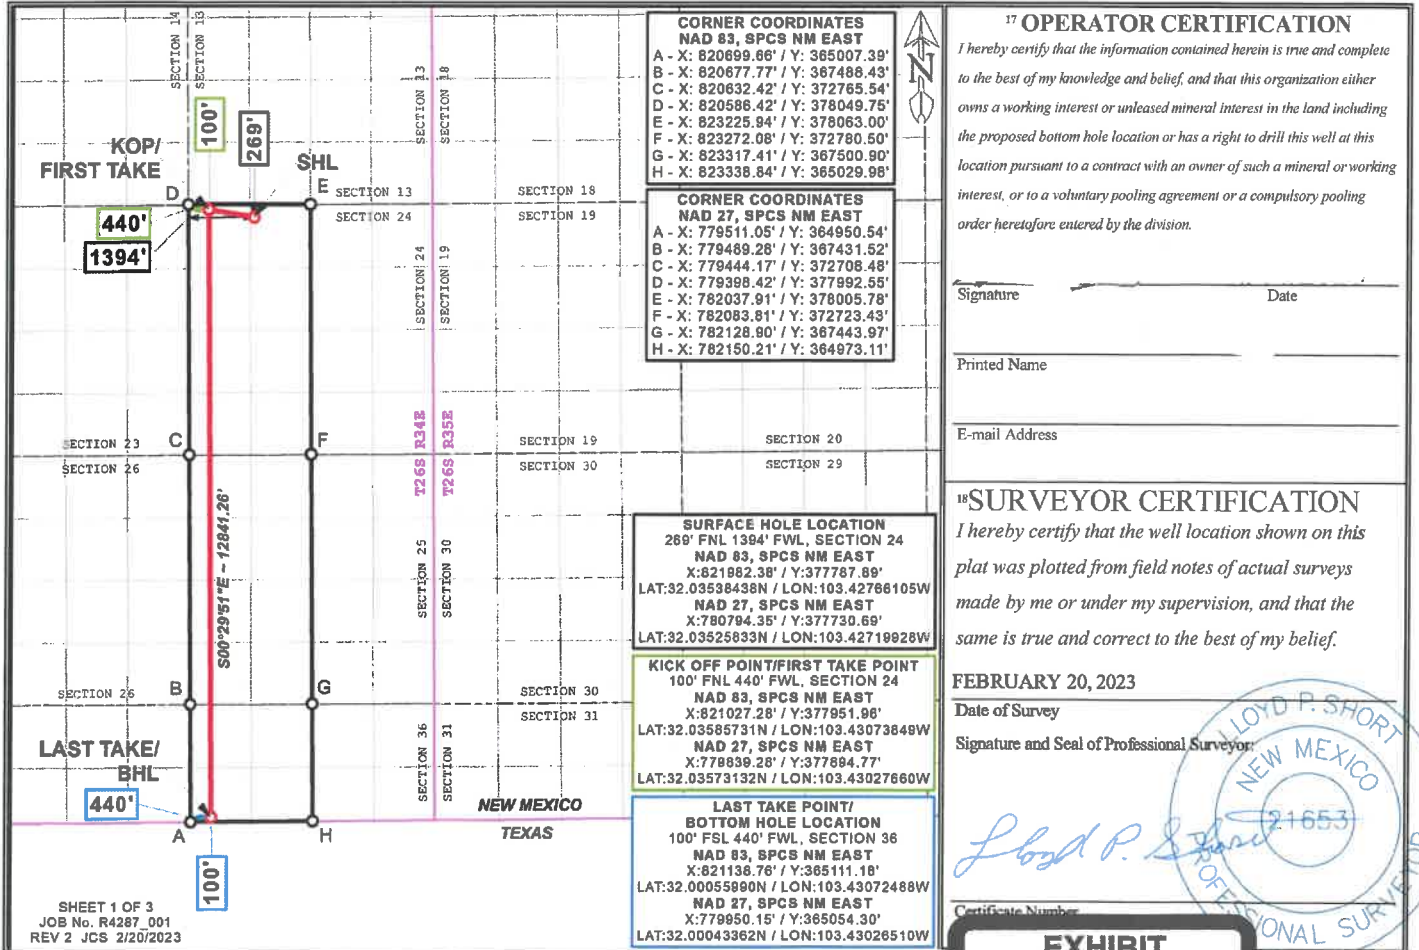 SECTION 14
SECTION 13
100'
269'
SECTION 13
SECTION 18
KOP/
FIRST TAKE
SHL
D
E
SECTION 13
SECTION 18
SECTION 24
SECTION 19
440'
1394'
SECTION 24
SECTION 19
SECTION 23
C
F
SECTION 19
SECTION 20
SECTION 26
SECTION 30
SECTION 29
T26S R34E
T26S R35E
S00°29'51"E ~ 12841.26'
SECTION 25
SECTION 30
SECTION 26
B
G
SECTION 30
SECTION 31
SECTION 36
SECTION 31
LAST TAKE/
BHL
440'
A
H
100'
NEW MEXICO
TEXAS
SHEET 1 OF 3
JOB No. R4287_001
REV 2 JCS 2/20/2023
CORNER COORDINATES
NAD 83, SPCS NM EAST
A - X: 820699.66' / Y: 365007.39'
B - X: 820677.77' / Y: 367488.43'
C - X: 820632.42' / Y: 372765.54'
D - X: 820586.42' / Y: 378049.75'
E - X: 823225.94' / Y: 378063.00'
F - X: 823272.08' / Y: 372780.50'
G - X: 823317.41' / Y: 367500.90'
H - X: 823338.84' / Y: 365029.98'
N
CORNER COORDINATES
NAD 27, SPCS NM EAST
A - X: 779511.05' / Y: 364950.54'
B - X: 779489.28' / Y: 367431.52'
C - X: 779444.17' / Y: 372708.48'
D - X: 779398.42' / Y: 377992.55'
E - X: 782037.91' / Y: 378005.78'
F - X: 782083.81' / Y: 372723.43'
G - X: 782128.90' / Y: 367443.97'
H - X: 782150.21' / Y: 364973.11'
SURFACE HOLE LOCATION
269' FNL 1394' FWL, SECTION 24
NAD 83, SPCS NM EAST
X:821982.38' / Y:377787.89'
LAT:32.03538438N / LON:103.42766105W
NAD 27, SPCS NM EAST
X:780794.35' / Y:377730.69'
LAT:32.03525833N / LON:103.42719928W
KICK OFF POINT/FIRST TAKE POINT
100' FNL 440' FWL, SECTION 24
NAD 83, SPCS NM EAST
X:821027.28' / Y:377951.96'
LAT:32.03585731N / LON:103.43073849W
NAD 27, SPCS NM EAST
X:779839.28' / Y:377894.77'
LAT:32.03573132N / LON:103.43027660W
LAST TAKE POINT/
BOTTOM HOLE LOCATION
100' FSL 440' FWL, SECTION 36
NAD 83, SPCS NM EAST
X:821138.76' / Y:365111.18'
LAT:32.00055990N / LON:103.43072488W
NAD 27, SPCS NM EAST
X:779950.15' / Y:365054.30'
LAT:32.00043362N / LON:103.43026510W
17 OPERATOR CERTIFICATION
I hereby certify that the information contained herein is true and complete
to the best of my knowledge and belief, and that this organization either
owns a working interest or unleased mineral interest in the land including
the proposed bottom hole location or has a right to drill this well at this
location pursuant to a contract with an owner of such a mineral or working
interest, or to a voluntary pooling agreement or a compulsory pooling
order heretofore entered by the division.
Signature Date
Printed Name
E-mail Address
18 SURVEYOR CERTIFICATION
I hereby certify that the well location shown on this
plat was plotted from field notes of actual surveys
made by me or under my supervision, and that the
same is true and correct to the best of my belief.
FEBRUARY 20, 2023
Date of Survey
Signature and Seal of Professional Surveyor:
Lloyd P. Short
LLOYD P. SHORT
NEW MEXICO
21653
PROFESSIONAL SURVEYOR
Certificate Number
EXHIBIT